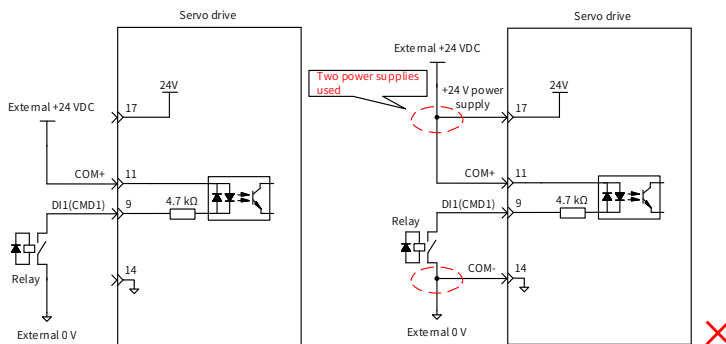 Servo drive
24V
17
External +24 VDC
COM+
11
DI1(CMD1)
9
4.7 kΩ
14
Relay
External 0 V
Servo drive
External +24 VDC
Two power supplies
used
+24 V power
supply
24V
17
COM+
11
DI1(CMD1)
9
4.7 kΩ
Relay
COM-
14
External 0 V